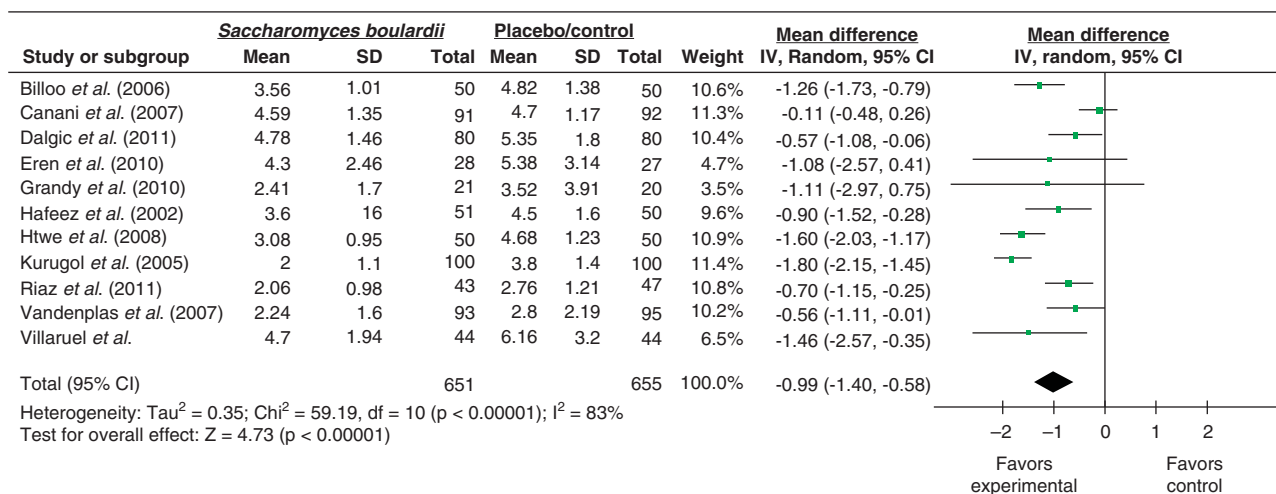 Saccharomyces boulardii Placebo/control Mean difference Mean difference
Study or subgroup Mean SD Total Mean SD Total Weight IV, Random, 95% CI IV, random, 95% CI
Billoo et al. (2006) 3.56 1.01 50 4.82 1.38 50 10.6% -1.26 (-1.73, -0.79)
Canani et al. (2007) 4.59 1.35 91 4.7 1.17 92 11.3% -0.11 (-0.48, 0.26)
Dalgic et al. (2011) 4.78 1.46 80 5.35 1.8 80 10.4% -0.57 (-1.08, -0.06)
Eren et al. (2010) 4.3 2.46 28 5.38 3.14 27 4.7% -1.08 (-2.57, 0.41)
Grandy et al. (2010) 2.41 1.7 21 3.52 3.91 20 3.5% -1.11 (-2.97, 0.75)
Hafeez et al. (2002) 3.6 16 51 4.5 1.6 50 9.6% -0.90 (-1.52, -0.28)
Htwe et al. (2008) 3.08 0.95 50 4.68 1.23 50 10.9% -1.60 (-2.03, -1.17)
Kurugol et al. (2005) 2 1.1 100 3.8 1.4 100 11.4% -1.80 (-2.15, -1.45)
Riaz et al. (2011) 2.06 0.98 43 2.76 1.21 47 10.8% -0.70 (-1.15, -0.25)
Vandenplas et al. (2007) 2.24 1.6 93 2.8 2.19 95 10.2% -0.56 (-1.11, -0.01)
Villaruel et al. 4.7 1.94 44 6.16 3.2 44 6.5% -1.46 (-2.57, -0.35)
Total (95% CI) 651 655 100.0% -0.99 (-1.40, -0.58)
Heterogeneity: Tau² = 0.35; Chi² = 59.19, df = 10 (p < 0.00001); I² = 83%
Test for overall effect: Z = 4.73 (p < 0.00001)
−2 −1 0 1 2
Favors Favors
experimental control